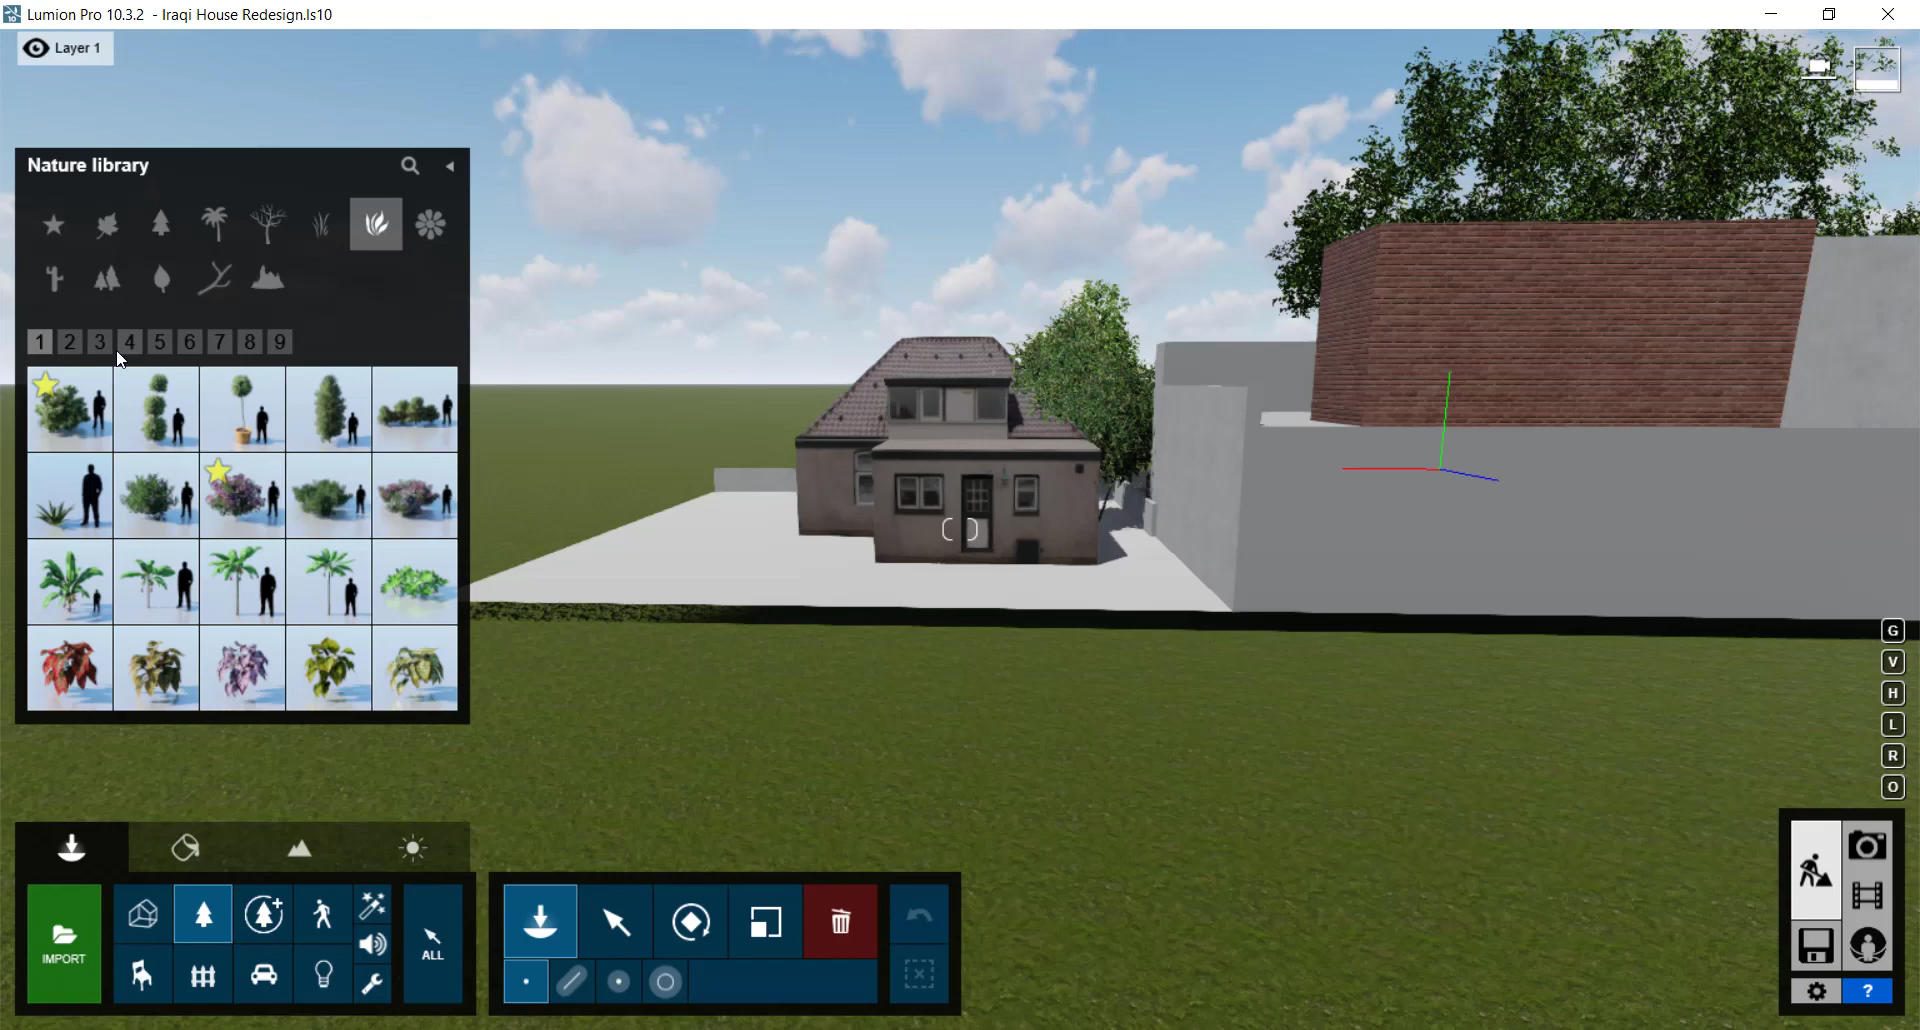 Lumion Pro 10.3.2 - Iraqi House Redesign.ls10
Layer 1
Nature library
1 2 3 4 5 6 7 8 9
G
V
H
L
R
O
IMPORT
ALL
?